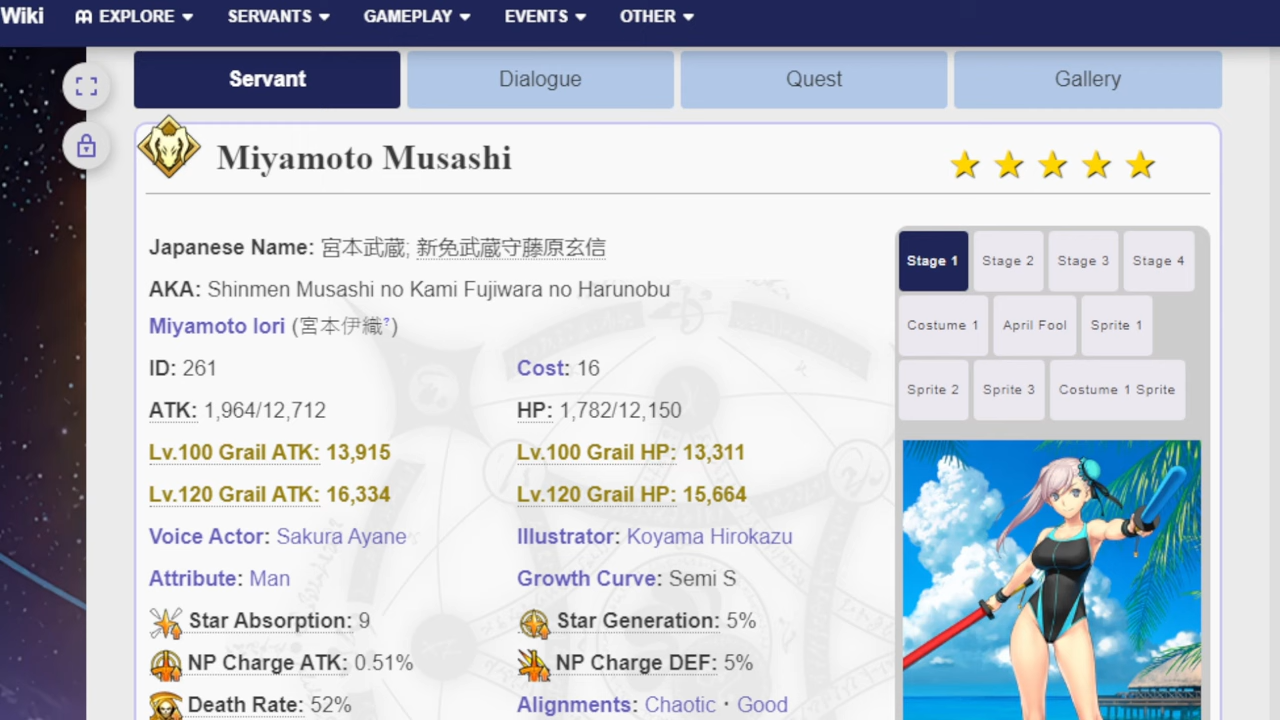 Wiki EXPLORE SERVANTS GAMEPLAY EVENTS OTHER
Servant Dialogue Quest Gallery
Miyamoto Musashi
Japanese Name: 宮本武蔵; 新免武蔵守藤原玄信
AKA: Shinmen Musashi no Kami Fujiwara no Harunobu
Miyamoto Iori (宮本伊織?)
ID: 261 Cost: 16
ATK: 1,964/12,712 HP: 1,782/12,150
Lv.100 Grail ATK: 13,915 Lv.100 Grail HP: 13,311
Lv.120 Grail ATK: 16,334 Lv.120 Grail HP: 15,664
Voice Actor: Sakura Ayane Illustrator: Koyama Hirokazu
Attribute: Man Growth Curve: Semi S
Star Absorption: 9 Star Generation: 5%
NP Charge ATK: 0.51% NP Charge DEF: 5%
Death Rate: 52% Alignments: Chaotic・Good
Stage 1 Stage 2 Stage 3 Stage 4
Costume 1 April Fool Sprite 1
Sprite 2 Sprite 3 Costume 1 Sprite